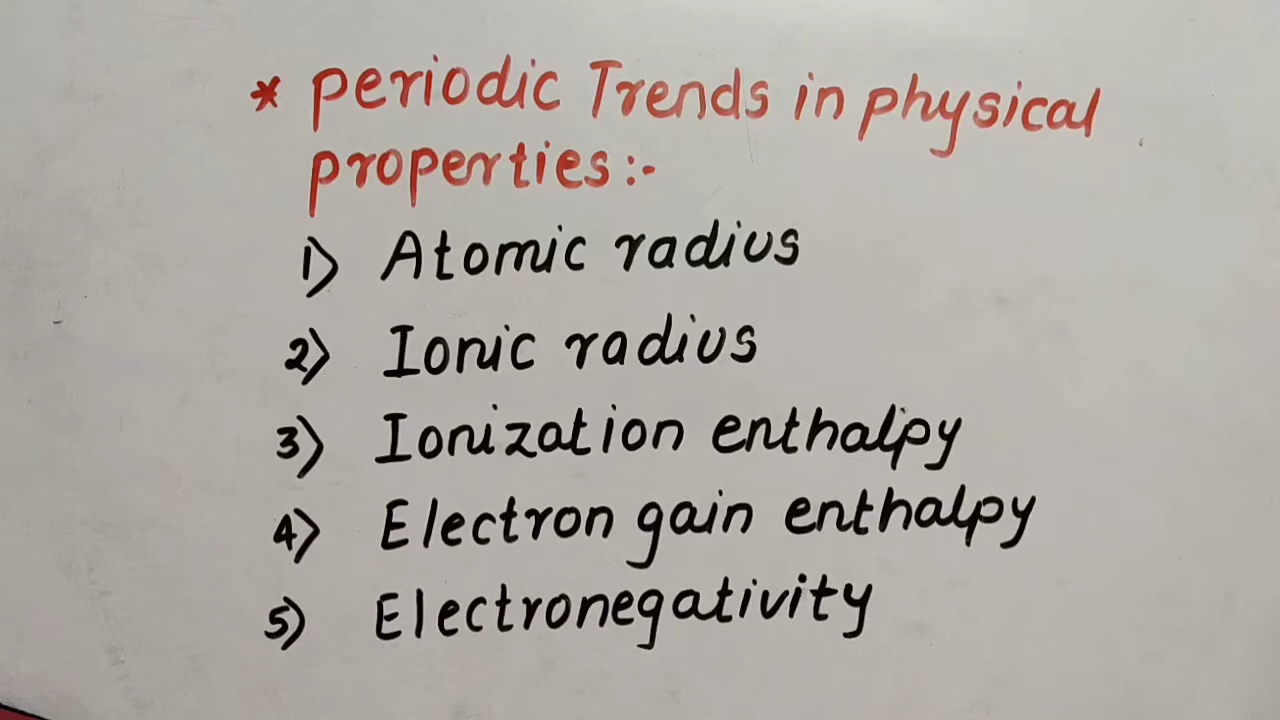 * Periodic Trends in physical
properties:-
1) Atomic radius
2) Ionic radius
3) Ionization enthalpy
4) Electron gain enthalpy
5) Electronegativity